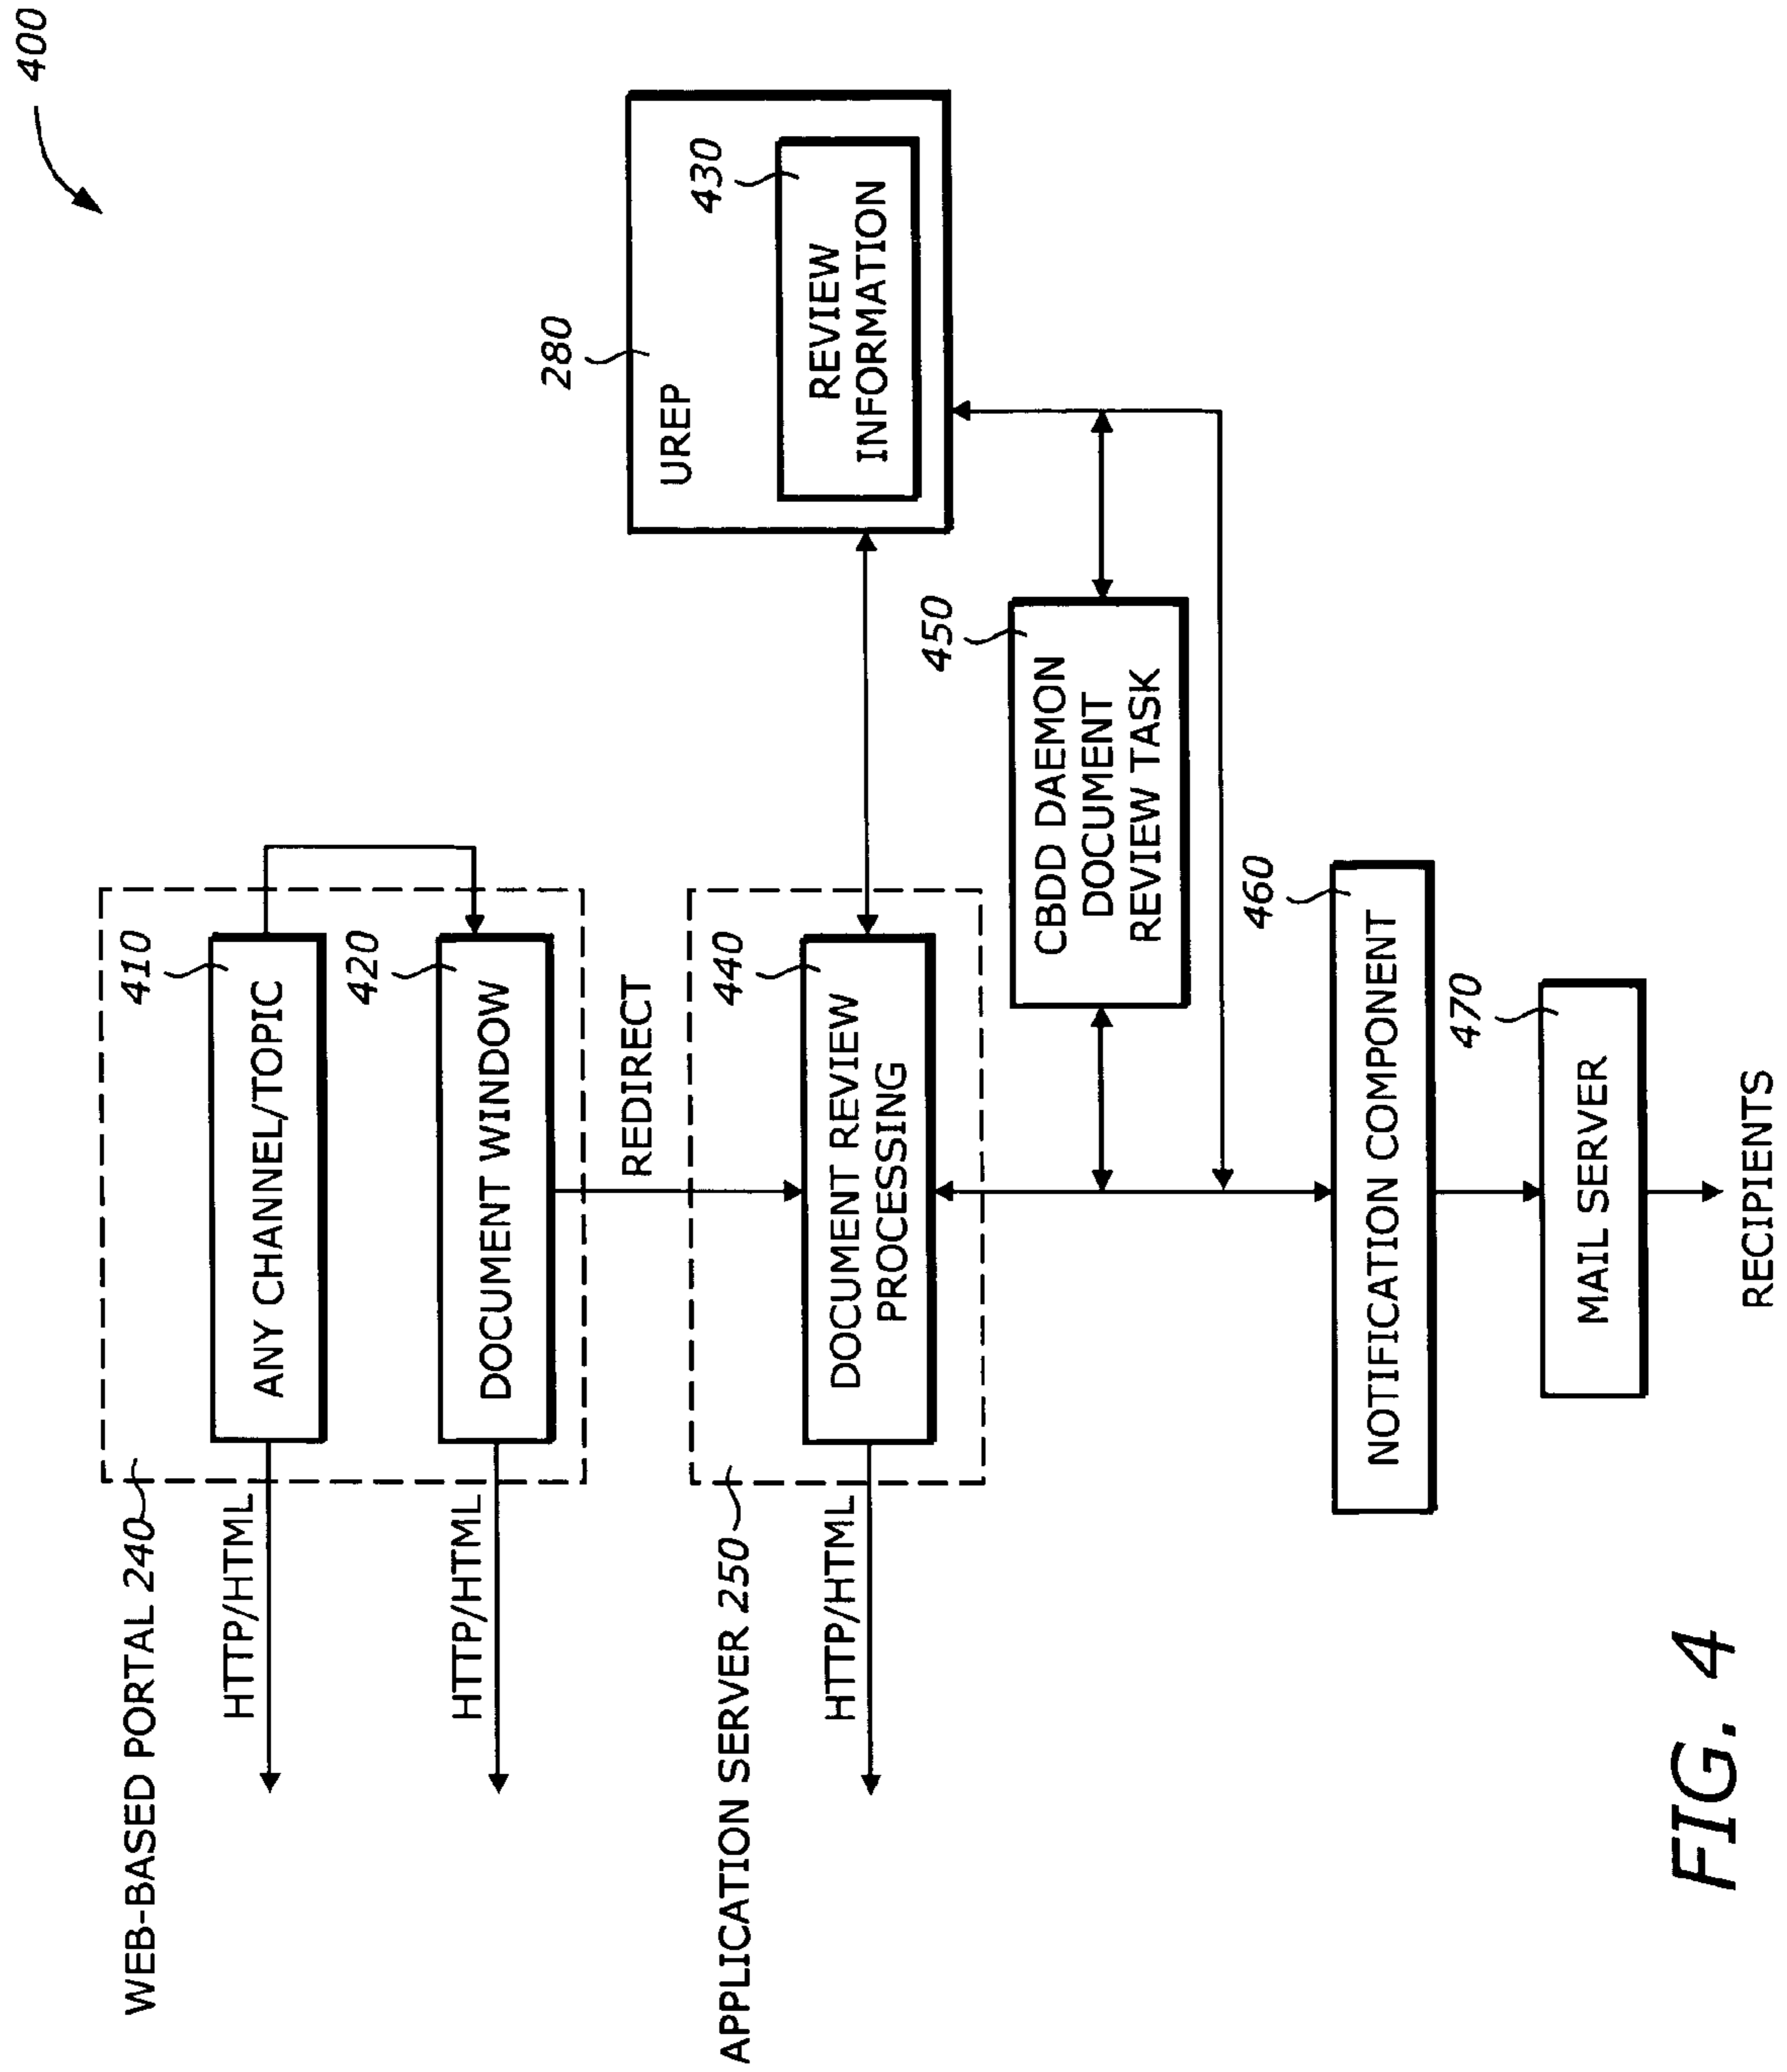 400
WEB-BASED PORTAL 240
410
ANY CHANNEL/TOPIC
HTTP/HTML
420
DOCUMENT WINDOW
HTTP/HTML
REDIRECT
280
UREP
430
REVIEW
INFORMATION
APPLICATION SERVER 250
440
DOCUMENT REVIEW
PROCESSING
HTTP/HTML
450
CBDD DAEMON
DOCUMENT
REVIEW TASK
460
NOTIFICATION COMPONENT
470
MAIL SERVER
RECIPIENTS
FIG. 4